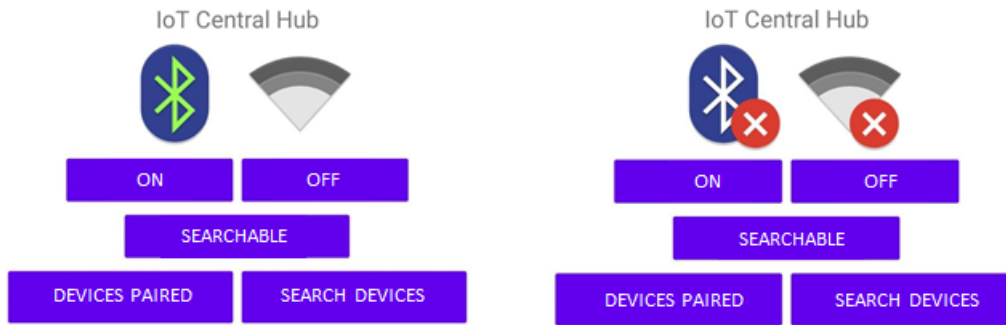 IoT Central Hub
ON OFF
SEARCHABLE
DEVICES PAIRED SEARCH DEVICES
IoT Central Hub
ON OFF
SEARCHABLE
DEVICES PAIRED SEARCH DEVICES